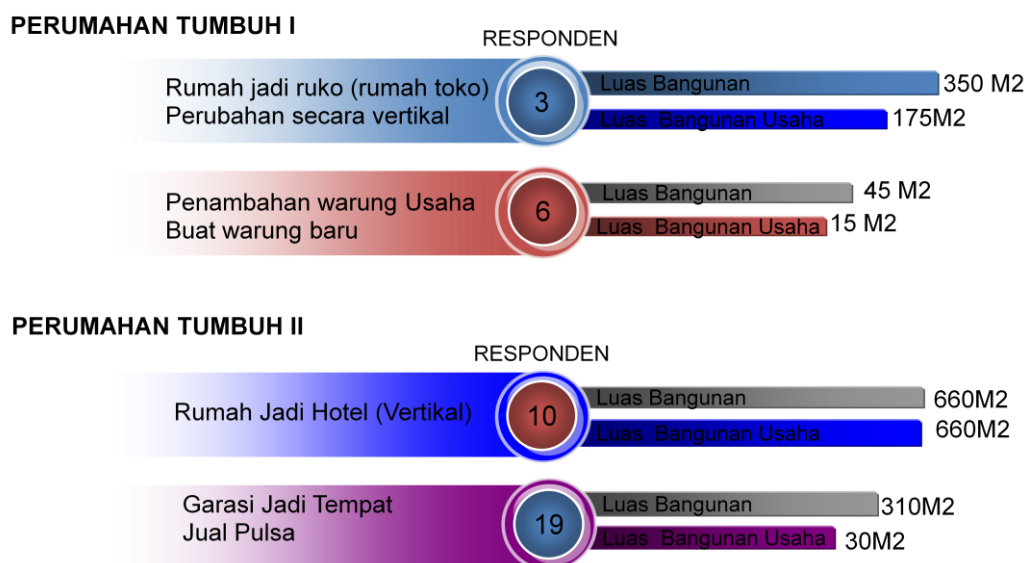 PERUMAHAN TUMBUH I
RESPONDEN
Rumah jadi ruko (rumah toko)
Perubahan secara vertikal
3
Luas Bangunan
350 M2
Luas Bangunan Usaha
175M2
Penambahan warung Usaha
Buat warung baru
6
Luas Bangunan
45 M2
Luas Bangunan Usaha
15 M2
PERUMAHAN TUMBUH II
RESPONDEN
Rumah Jadi Hotel (Vertikal)
10
Luas Bangunan
660M2
Luas Bangunan Usaha
660M2
Garasi Jadi Tempat
Jual Pulsa
19
Luas Bangunan
310M2
Luas Bangunan Usaha
30M2